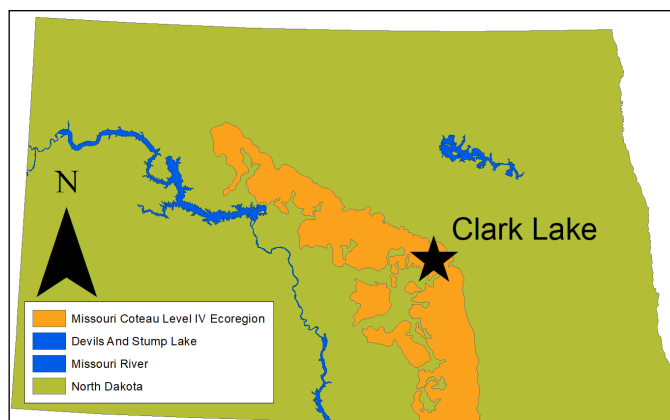 N
Clark Lake
Missouri Coteau Level IV Ecoregion
Devils And Stump Lake
Missouri River
North Dakota